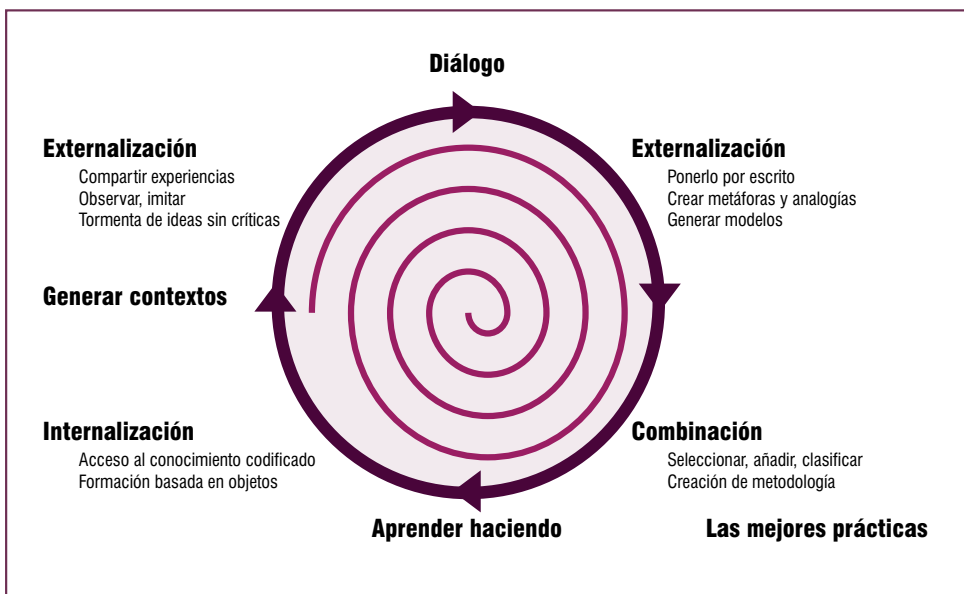 Diálogo
Externalización
Compartir experiencias
Observar, imitar
Tormenta de ideas sin críticas
Externalización
Ponerlo por escrito
Crear metáforas y analogías
Generar modelos
Generar contextos
Internalización
Acceso al conocimiento codificado
Formación basada en objetos
Combinación
Seleccionar, añadir, clasificar
Creación de metodología
Aprender haciendo
Las mejores prácticas